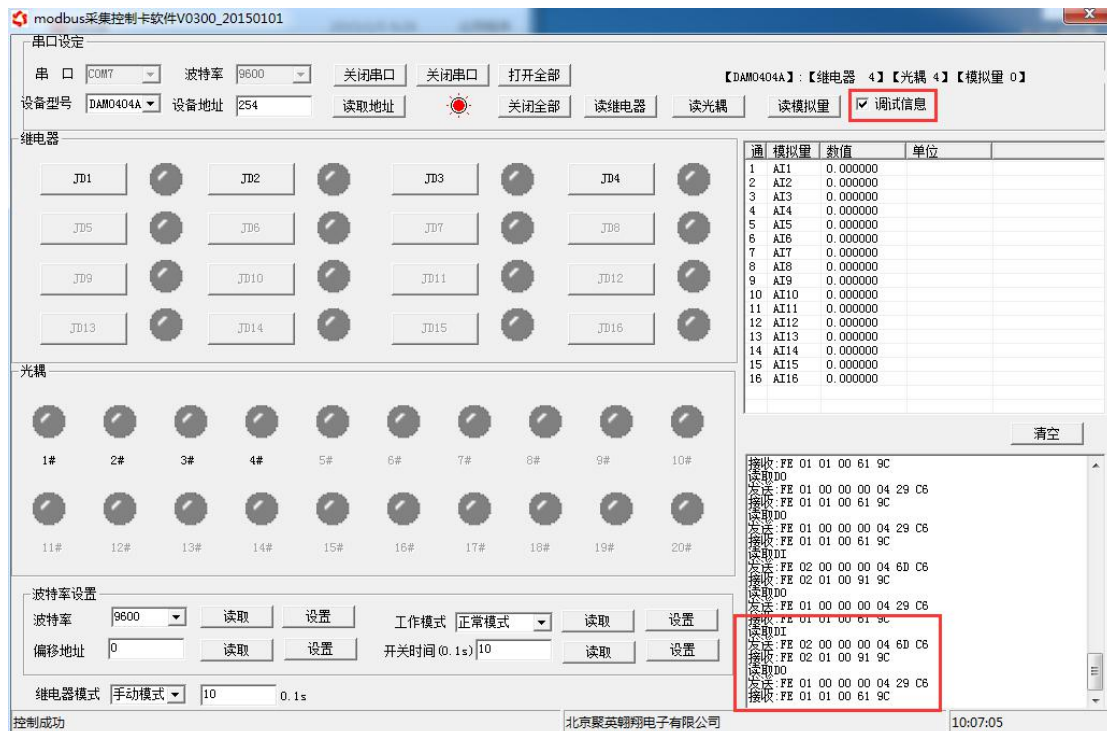 modbus采集控制卡软件V0300_20150101
串口设定
串 口 COM7 波特率 9600 关闭串口 关闭串口 打开全部 【DAM0404A】:【继电器 4】【光耦 4】【模拟量 0】
设备型号 DAM0404A 设备地址 254 读取地址 关闭全部 读继电器 读光耦 读模拟量 调试信息
继电器
JD1 JD2 JD3 JD4
JD5 JD6 JD7 JD8
JD9 JD10 JD11 JD12
JD13 JD14 JD15 JD16
光耦
1# 2# 3# 4# 5# 6# 7# 8# 9# 10#
11# 12# 13# 14# 15# 16# 17# 18# 19# 20#
波特率设置
波特率 9600 读取 设置 工作模式 正常模式 读取 设置
偏移地址 0 读取 设置 开关时间(0.1s) 10 读取 设置
继电器模式 手动模式 10 0.1s
通 模拟量 数值 单位
1 AI1 0.000000
2 AI2 0.000000
3 AI3 0.000000
4 AI4 0.000000
5 AI5 0.000000
6 AI6 0.000000
7 AI7 0.000000
8 AI8 0.000000
9 AI9 0.000000
10 AI10 0.000000
11 AI11 0.000000
12 AI12 0.000000
13 AI13 0.000000
14 AI14 0.000000
15 AI15 0.000000
16 AI16 0.000000
清空
接收:FE 01 01 00 61 9C
读取DO
发送:FE 01 00 00 00 04 29 C6
接收:FE 01 01 00 61 9C
读取DO
发送:FE 01 00 00 00 04 29 C6
接收:FE 01 01 00 61 9C
读取DI
发送:FE 02 00 00 00 04 6D C6
接收:FE 02 01 00 91 9C
读取DO
发送:FE 01 00 00 00 04 29 C6
接收:FE 01 01 00 61 9C
读取DI
发送:FE 02 00 00 00 04 6D C6
接收:FE 02 01 00 91 9C
读取DO
发送:FE 01 00 00 00 04 29 C6
接收:FE 01 01 00 61 9C
控制成功 北京聚英翱翔电子有限公司 10:07:05